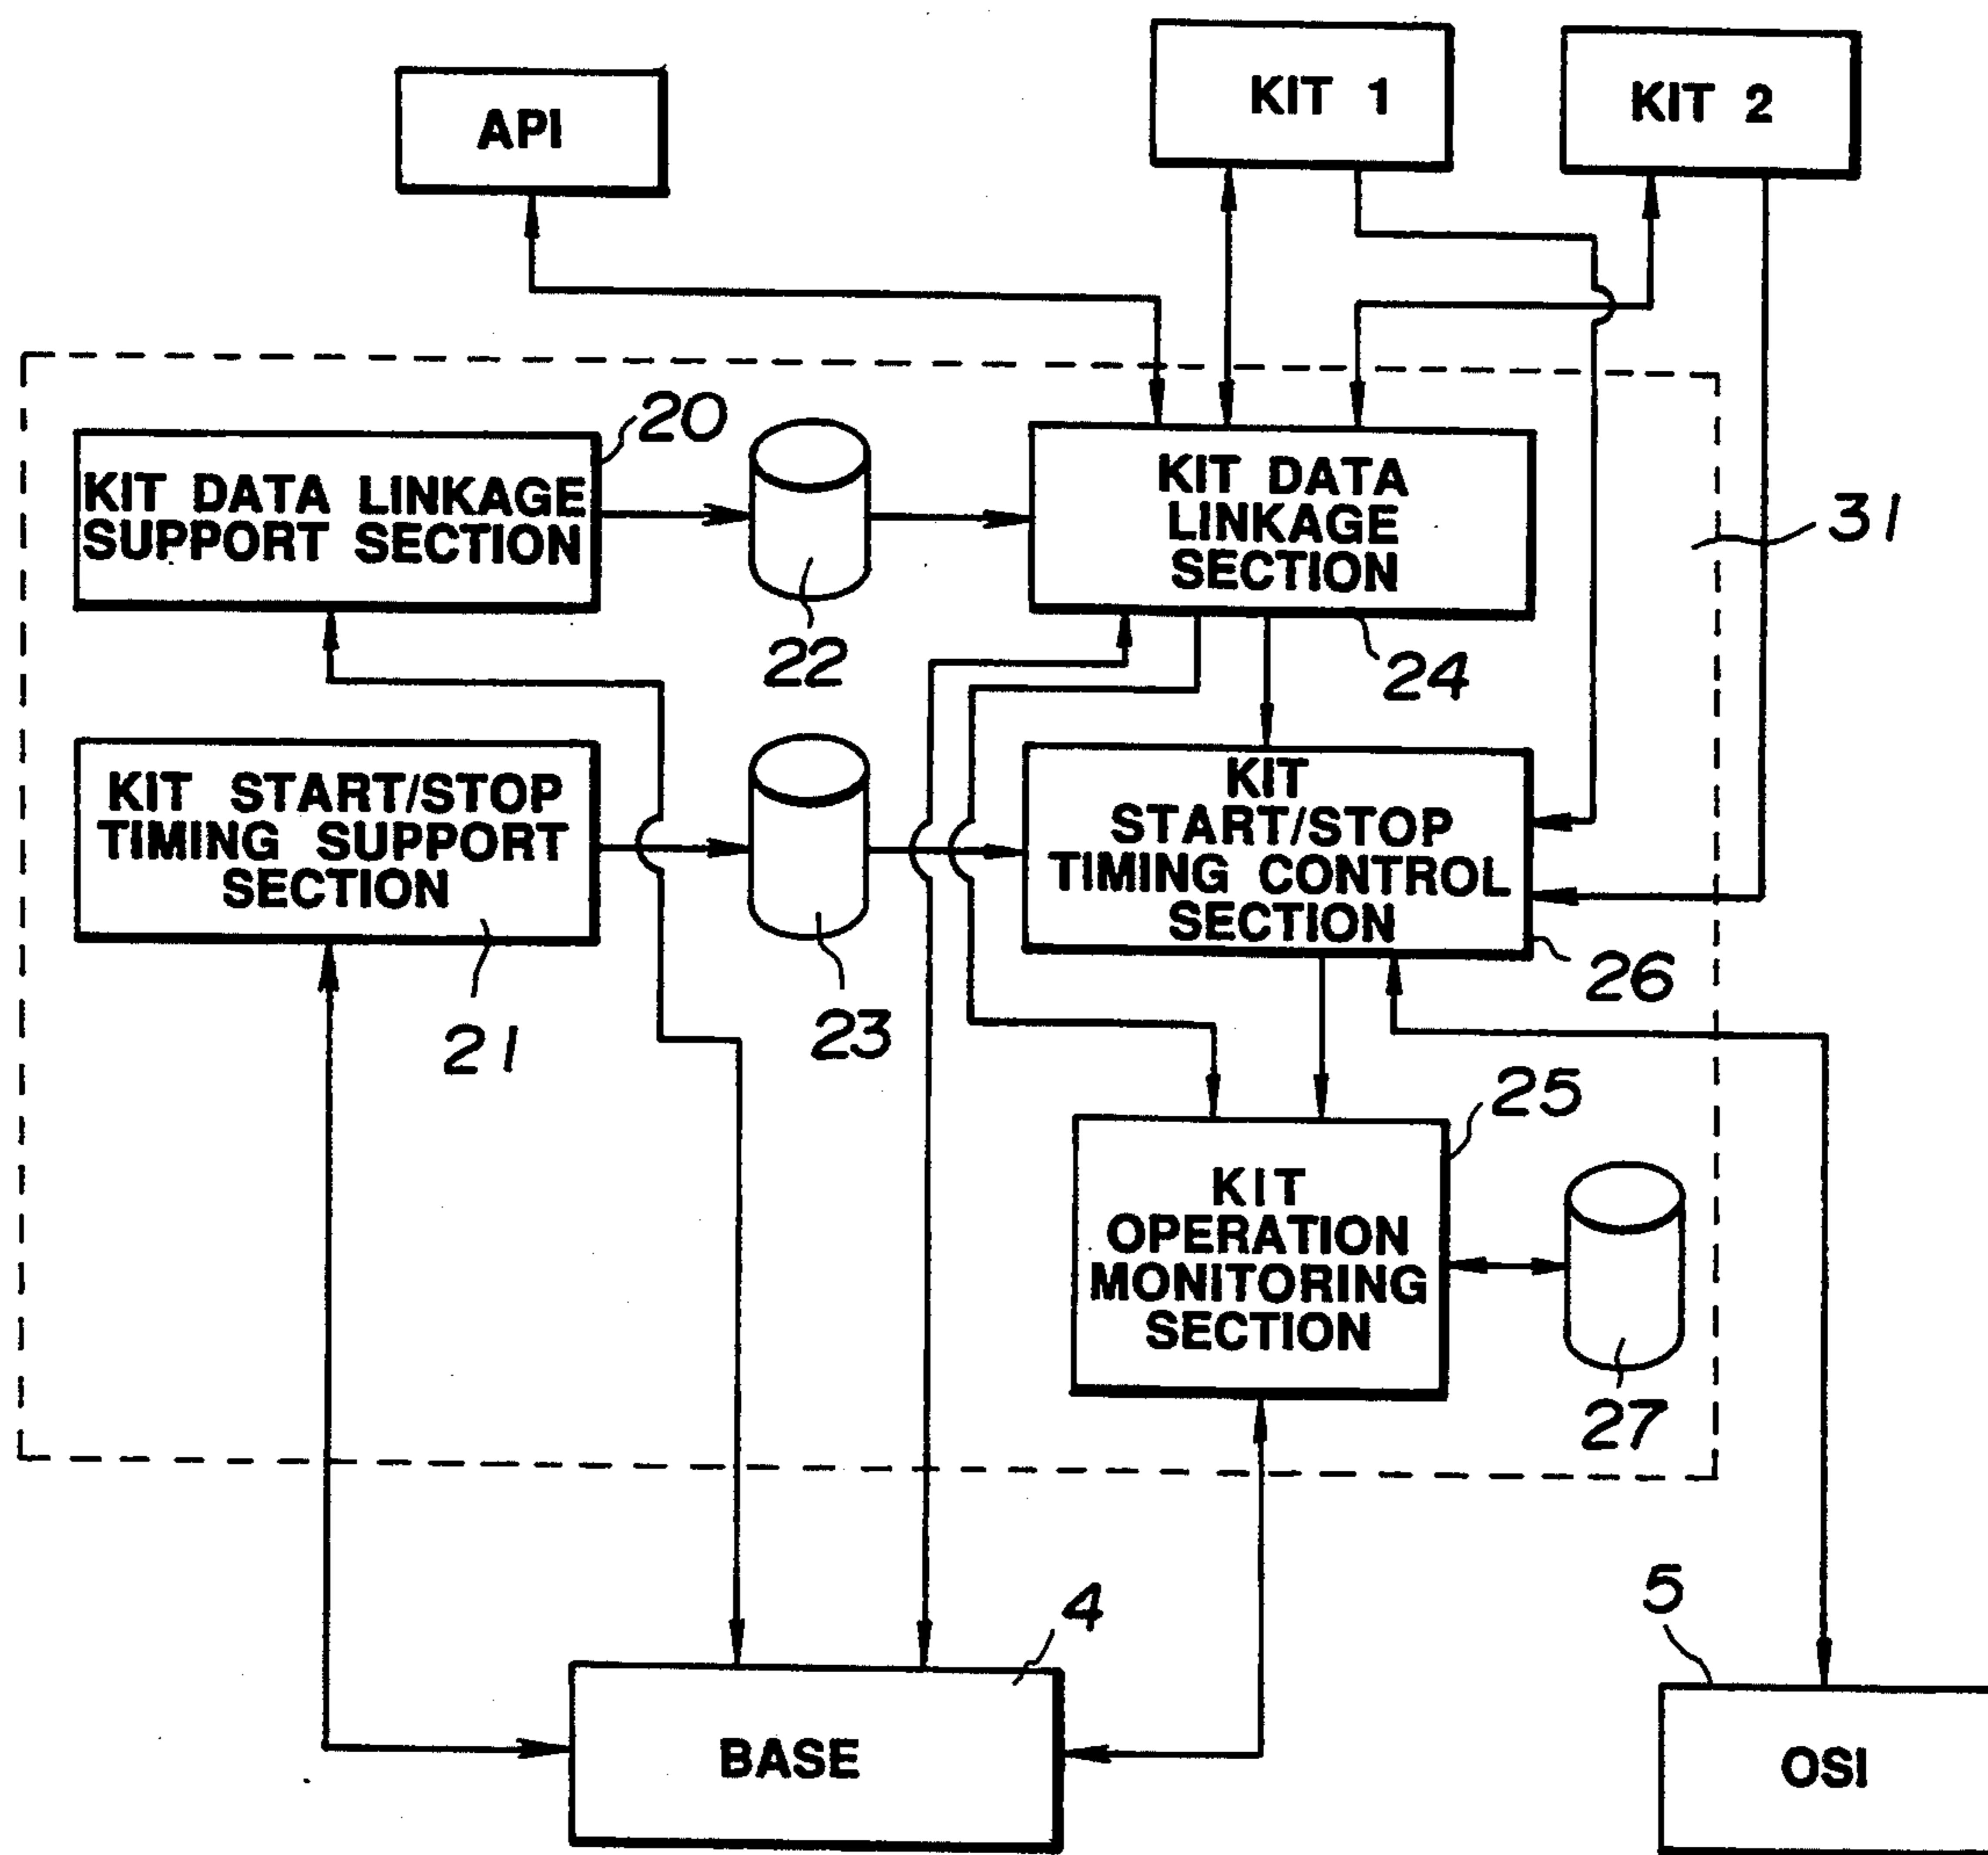 API
KIT 1
KIT 2
20
KIT DATA LINKAGE
SUPPORT SECTION
22
KIT DATA
LINKAGE
SECTION
24
31
KIT START/STOP
TIMING SUPPORT
SECTION
21
23
KIT
START/STOP
TIMING CONTROL
SECTION
26
25
KIT
OPERATION
MONITORING
SECTION
27
4
BASE
5
OSI